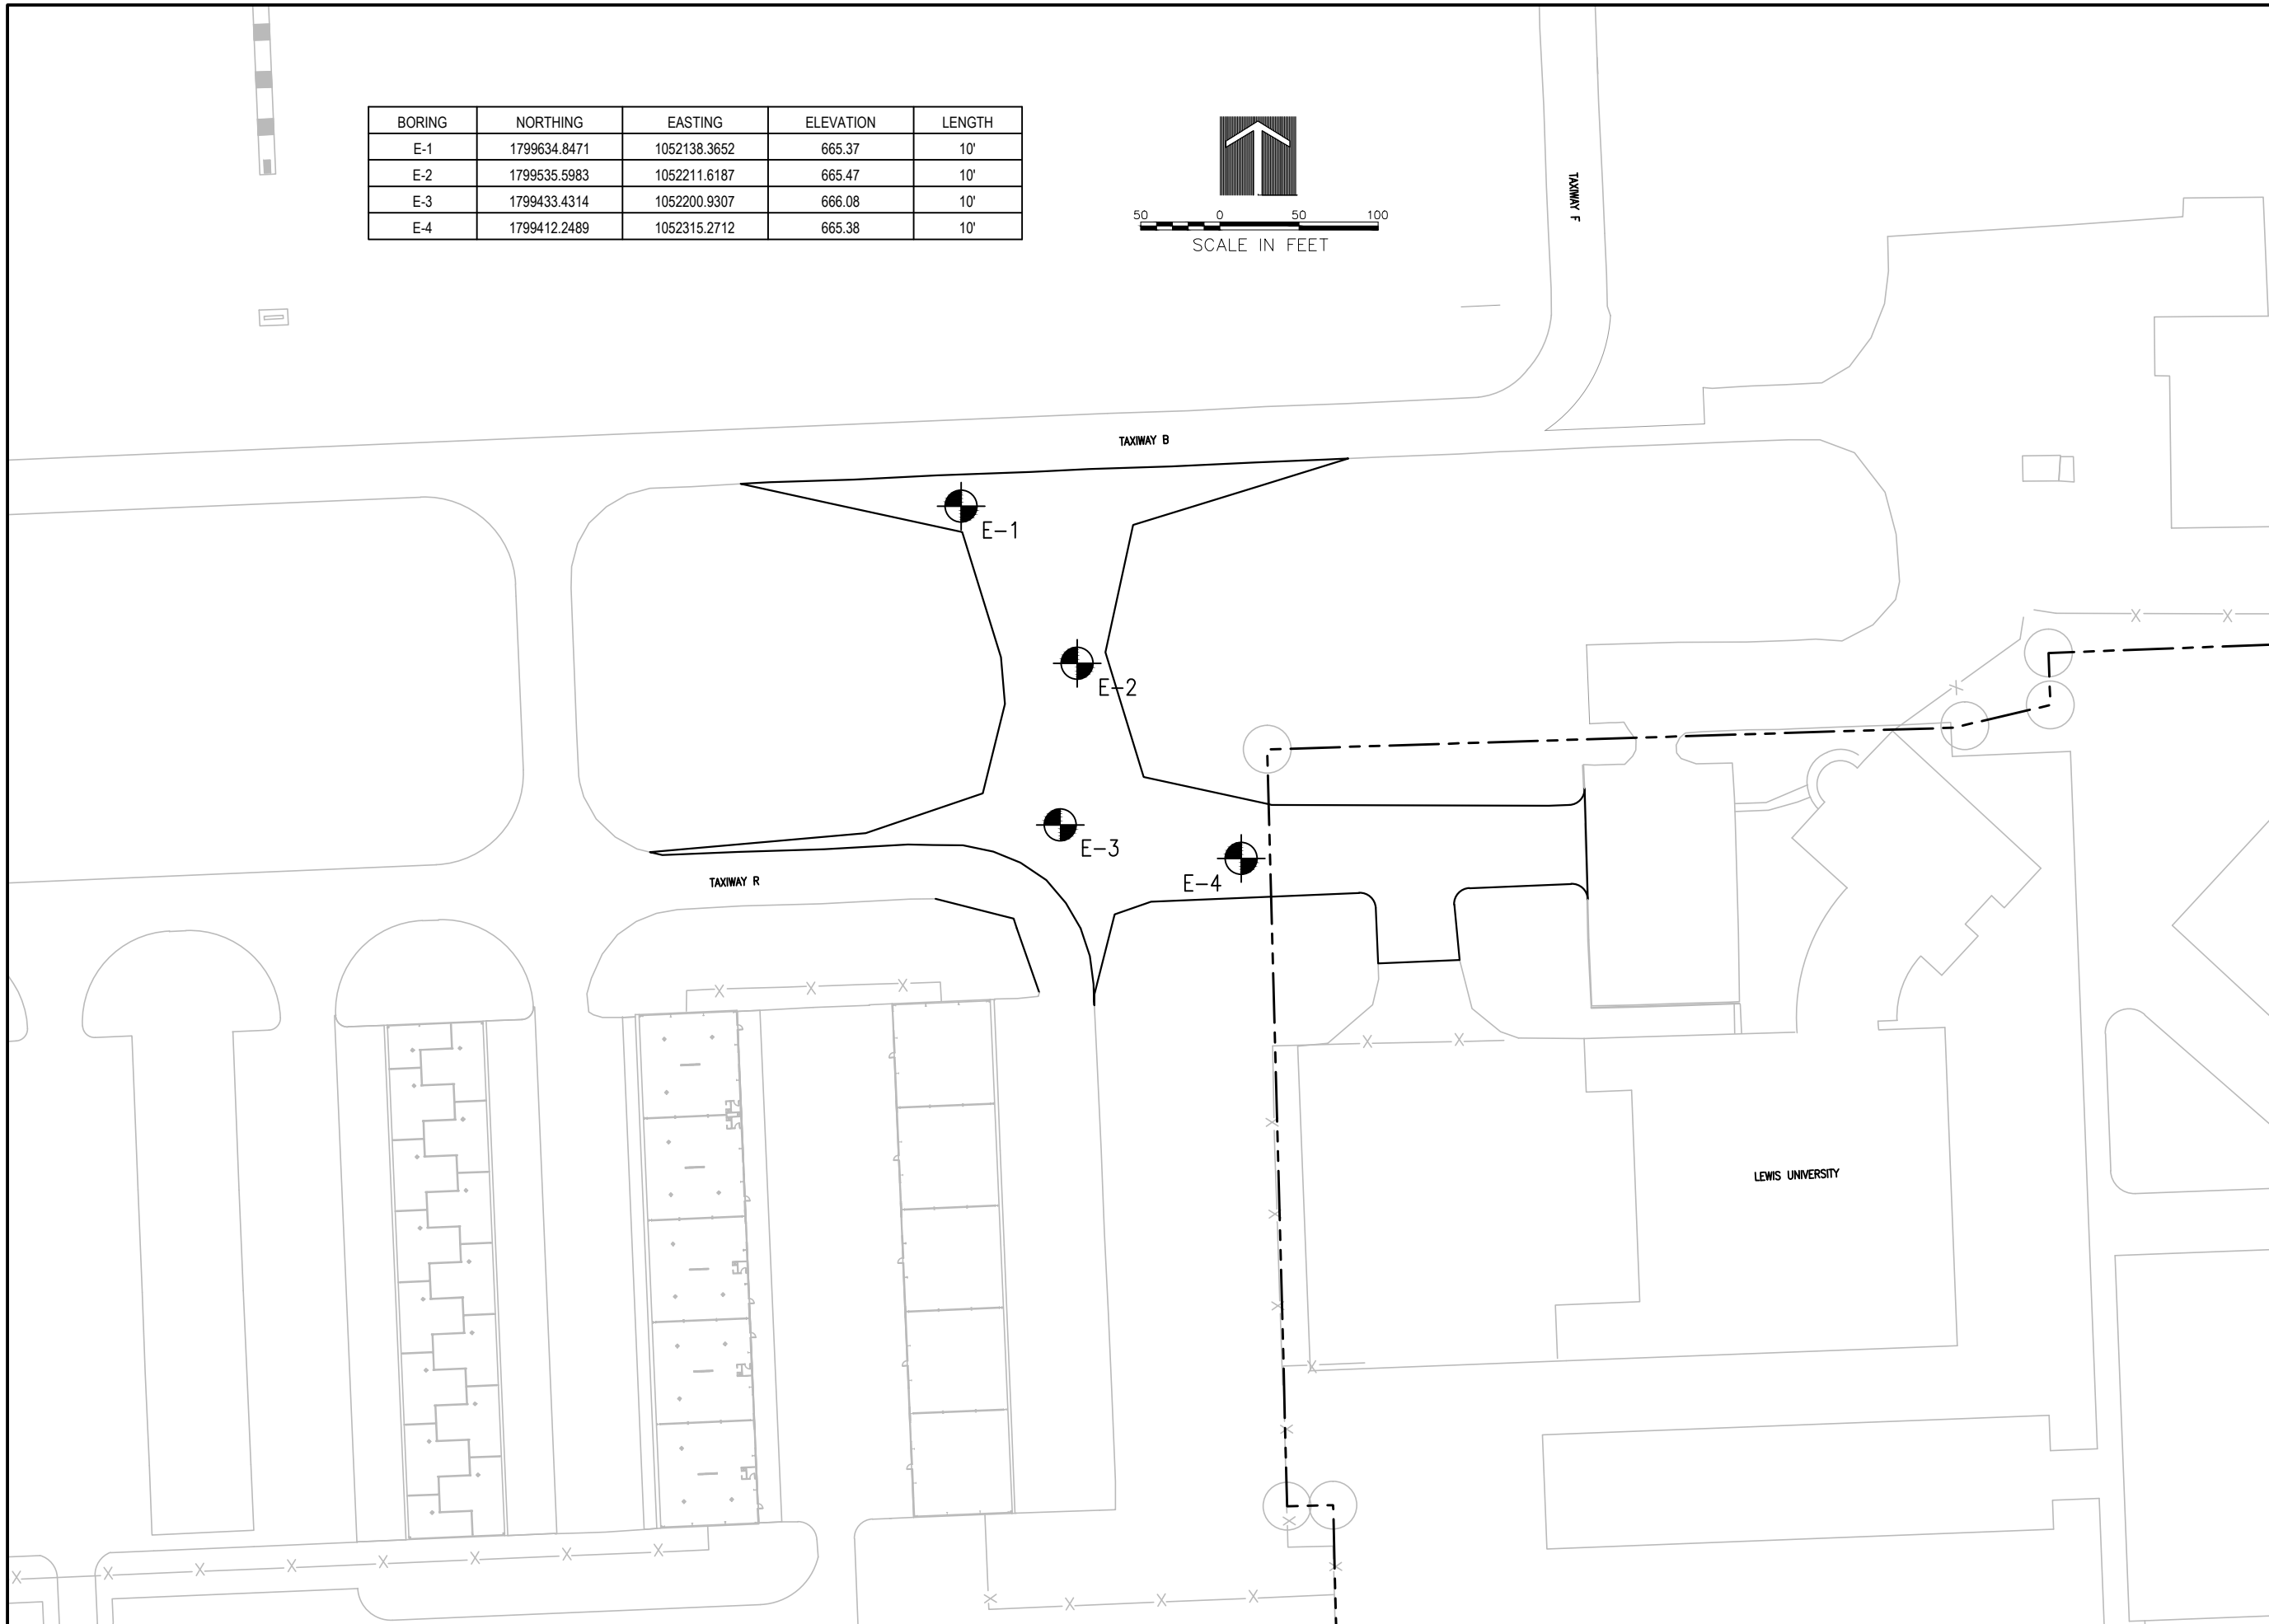 BORING NORTHING EASTING ELEVATION LENGTH
E-1 1799634.8471 1052138.3652 665.37 10'
E-2 1799535.5983 1052211.6187 665.47 10'
E-3 1799433.4314 1052200.9307 666.08 10'
E-4 1799412.2489 1052315.2712 665.38 10'
50 0 50 100
SCALE IN FEET
TAXIWAY F
TAXIWAY B
E-1
E-2
E-3
E-4
TAXIWAY R
LEWIS UNIVERSITY